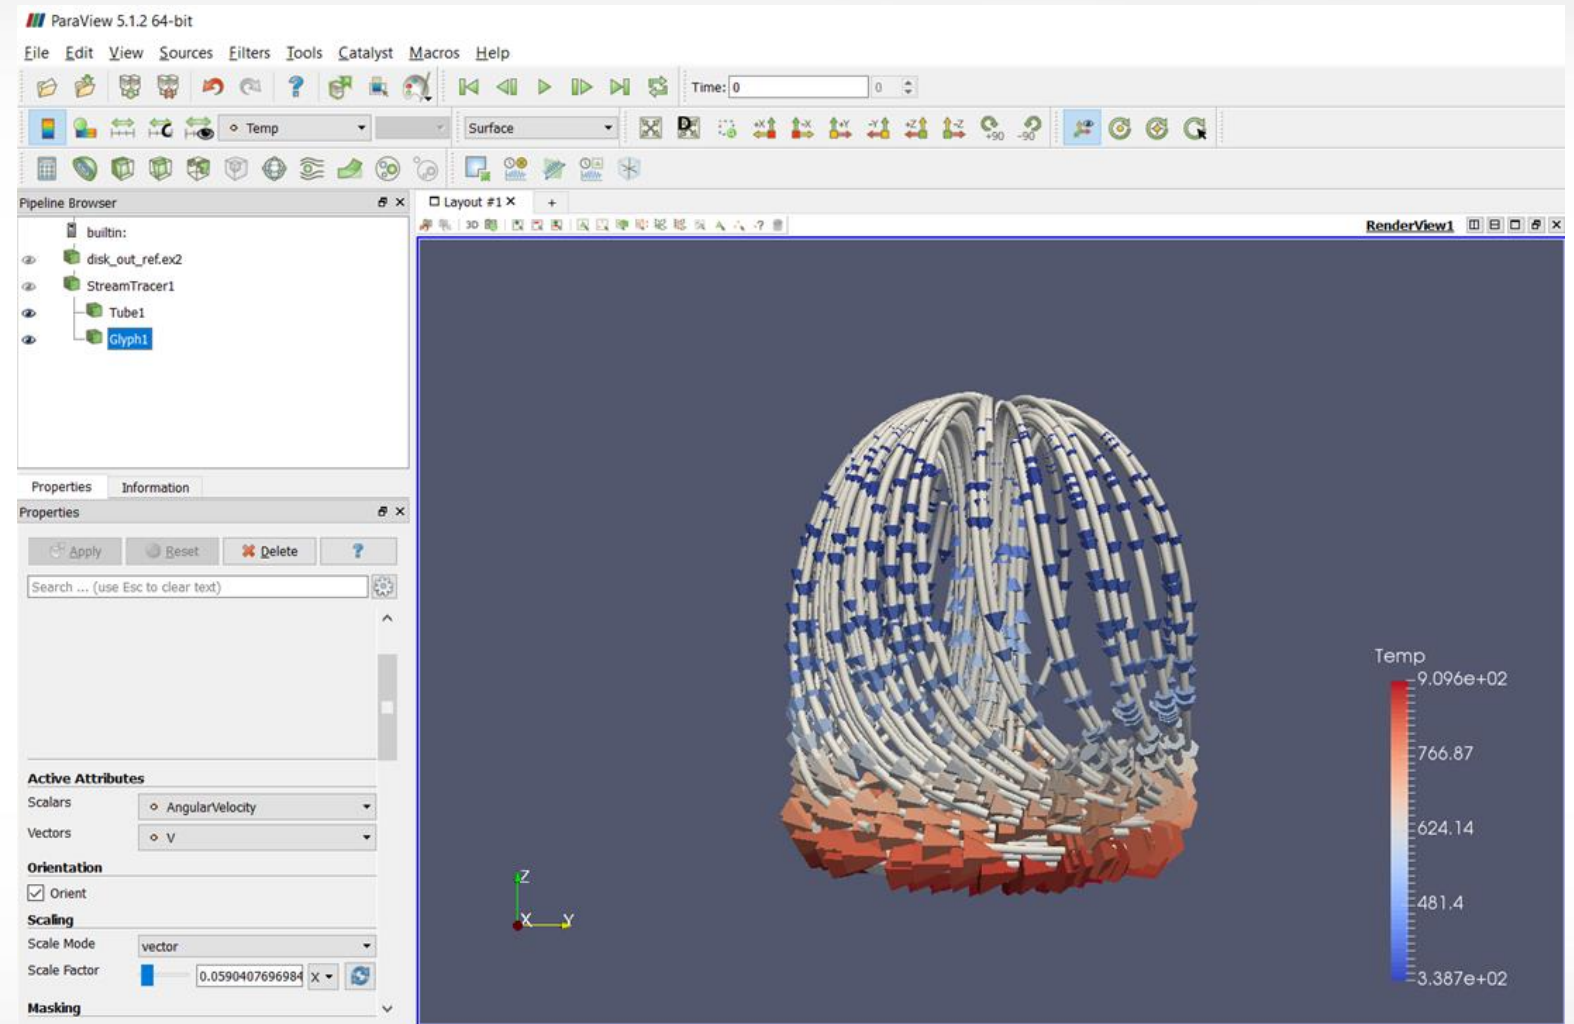 ParaView 5.1.2 64-bit
File Edit View Sources Filters Tools Catalyst Macros Help
Time: 0 0
Temp Surface +X -X +Y -Y +Z -Z +90 -90
Pipeline Browser
Layout #1 +
3D
RenderView1
builtin:
disk_out_ref.ex2
StreamTracer1
Tube1
Glyph1
Properties Information
Properties
Apply Reset Delete ?
Search ... (use Esc to clear text)
Active Attributes
Scalars AngularVelocity
Vectors V
Orientation
Orient
Scaling
Scale Mode vector
Scale Factor 0.0590407696984 X
Masking
Z
X Y
Temp
9.096e+02
766.87
624.14
481.4
3.387e+02